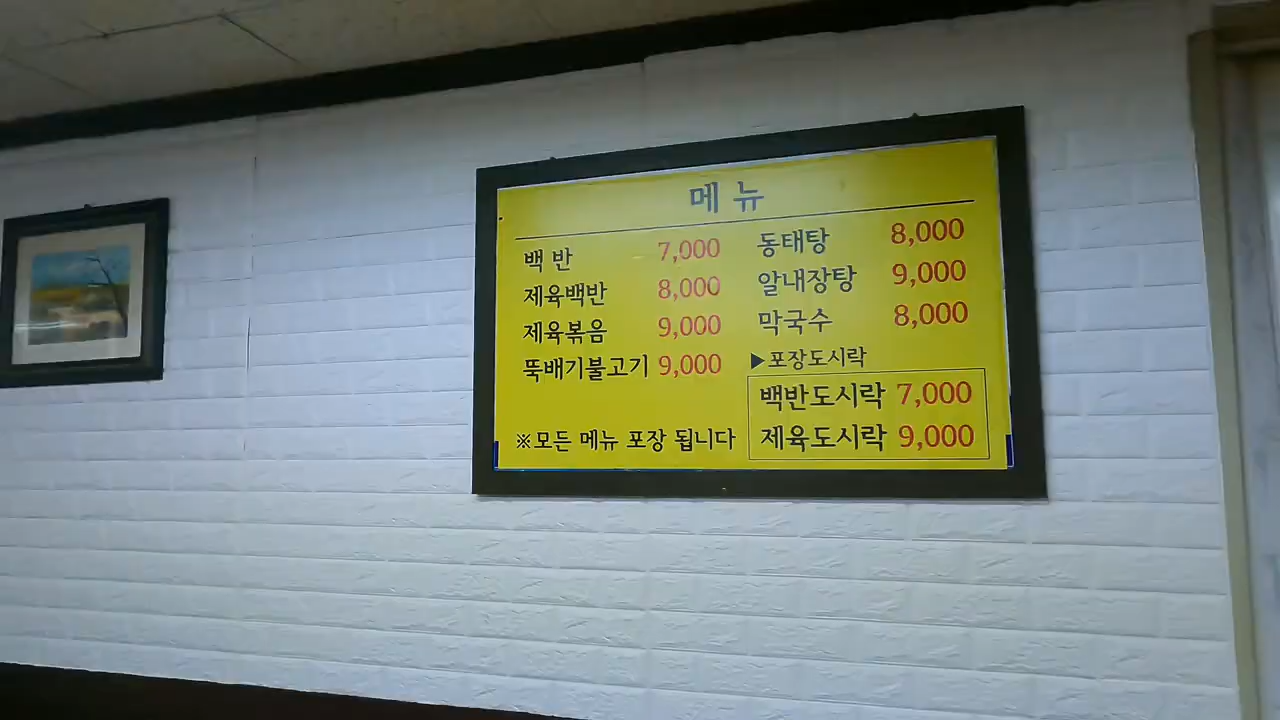 메뉴
백반 7,000
제육백반 8,000
제육볶음 9,000
뚝배기불고기 9,000
※모든 메뉴 포장 됩니다
동태탕 8,000
알내장탕 9,000
막국수 8,000
▶포장도시락
백반도시락 7,000
제육도시락 9,000